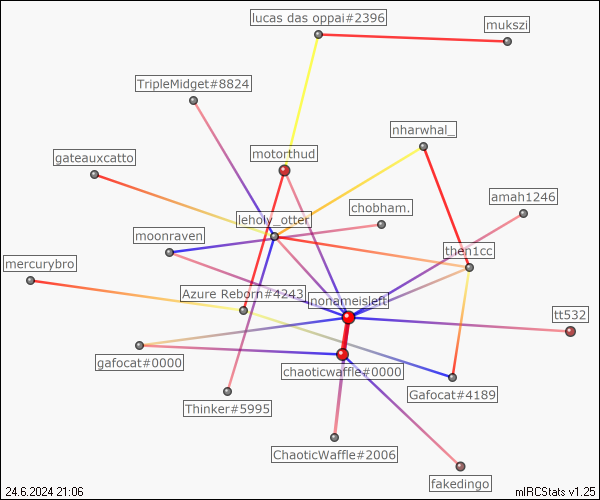 lucas das oppai#2396
mukszi
TripleMidget#8824
nharwhal_
motorthud
gateauxcatto
amah1246
chobham.
leholy_otter
moonraven
then1cc
mercurybro
Azure Reborn#4243
nonameisleft
tt532
gafocat#0000
chaoticwaffle#0000
Gafocat#4189
Thinker#5995
ChaoticWaffle#2006
fakedingo
24.6.2024 21:06
mIRCStats v1.25